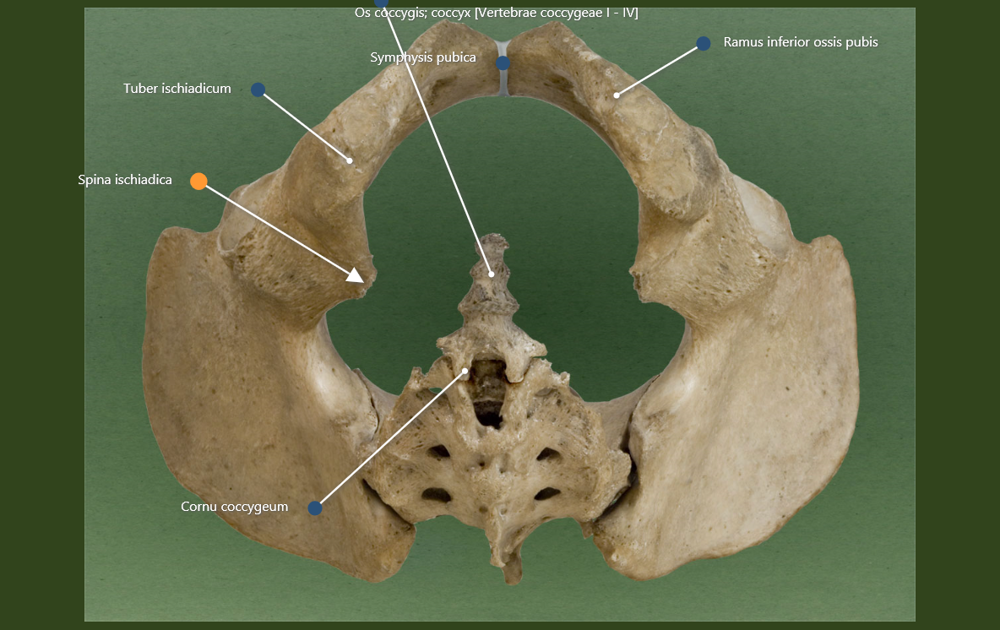 Os coccygis; coccyx [Vertebrae coccygeae I - IV]
Ramus inferior ossis pubis
Symphysis pubica
Tuber ischiadicum
Spina ischiadica
Cornu coccygeum